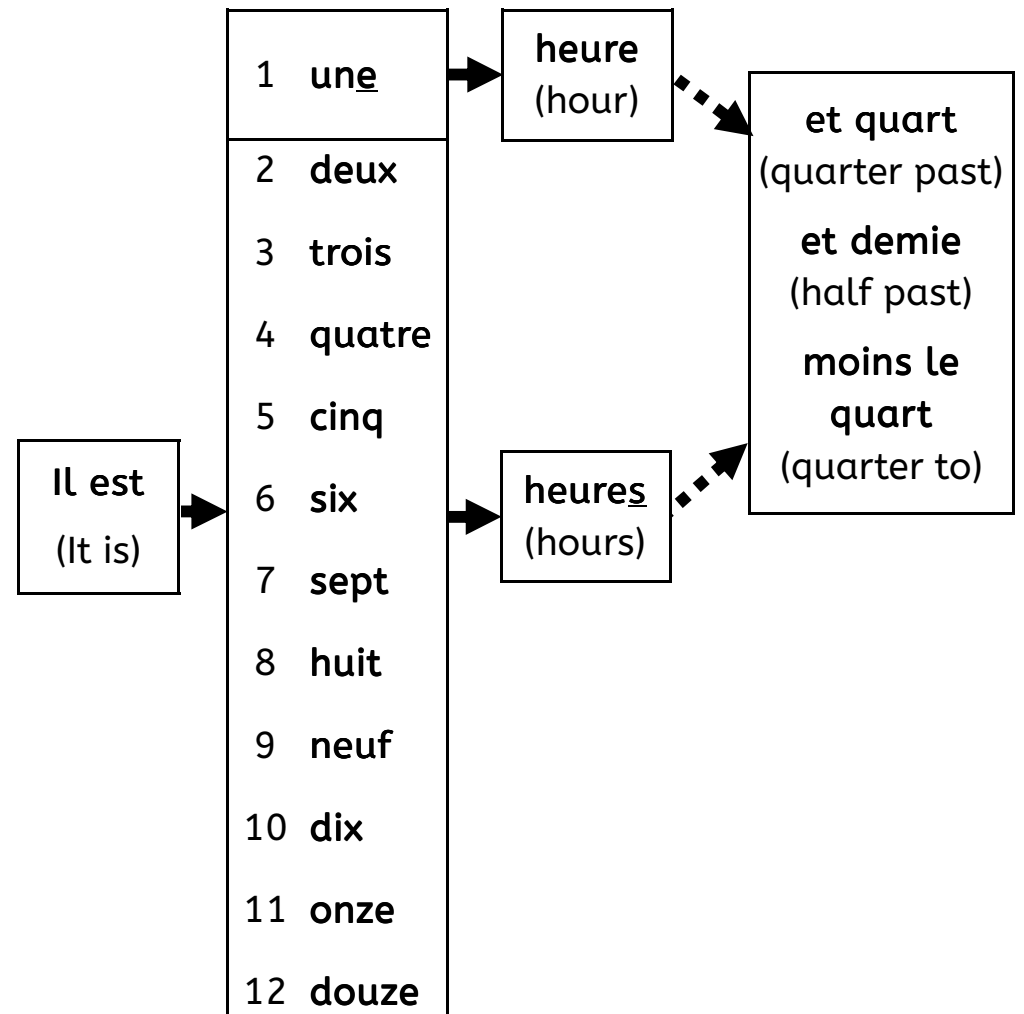 Il est
(It is)
1 une
2 deux
3 trois
4 quatre
5 cinq
6 six
7 sept
8 huit
9 neuf
10 dix
11 onze
12 douze
heure
(hour)
heures
(hours)
et quart
(quarter past)
et demie
(half past)
moins le
quart
(quarter to)